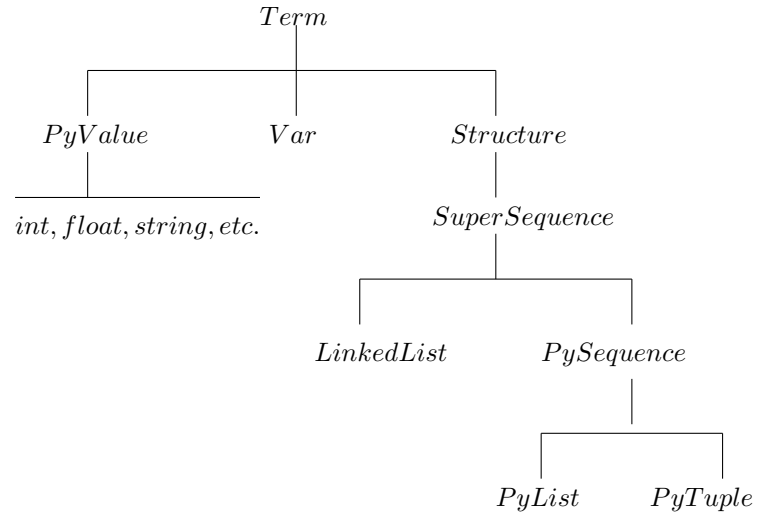 Term
PyValue Var Structure
int, float, string, etc.
SuperSequence
LinkedList PySequence
PyList PyTuple